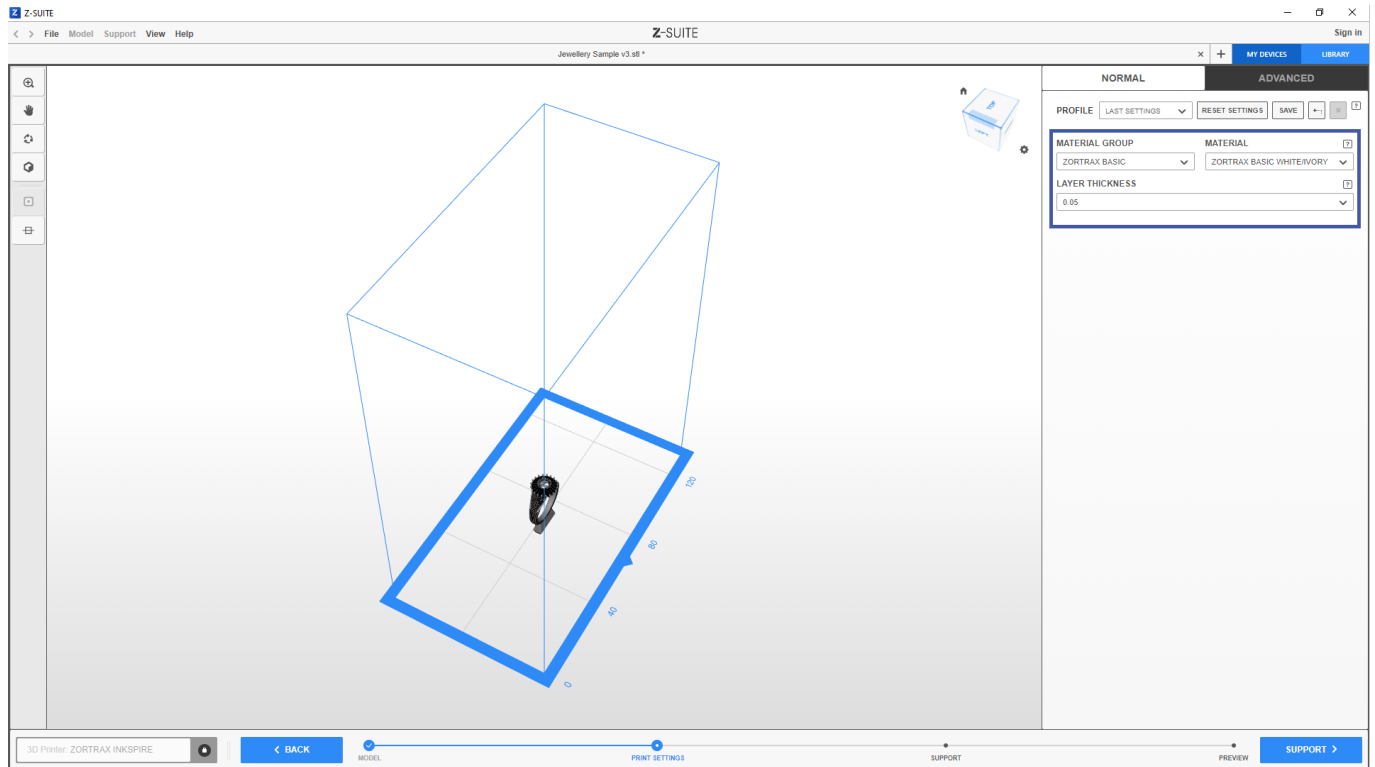 Z Z-SUITE
File Model Support View Help
Z-SUITE
Sign in
Jewellery Sample v3.stl *
MY DEVICES
LIBRARY
NORMAL
ADVANCED
PROFILE LAST SETTINGS RESET SETTINGS SAVE ?
MATERIAL GROUP MATERIAL ?
ZORTRAX BASIC ZORTRAX BASIC WHITE/IVORY
LAYER THICKNESS ?
0.05
TOP
120
80
40
0
3D Printer: ZORTRAX INKSPIRE
BACK
MODEL
PRINT SETTINGS
SUPPORT
PREVIEW
SUPPORT